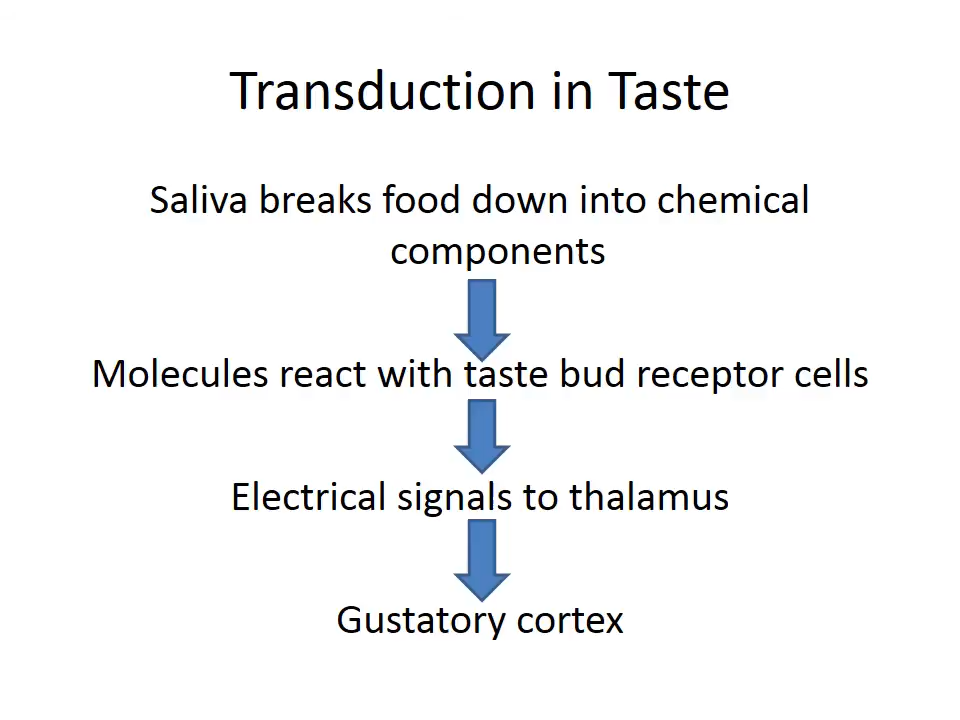 Transduction in Taste
Saliva breaks food down into chemical
components
Molecules react with taste bud receptor cells
Electrical signals to thalamus
Gustatory cortex